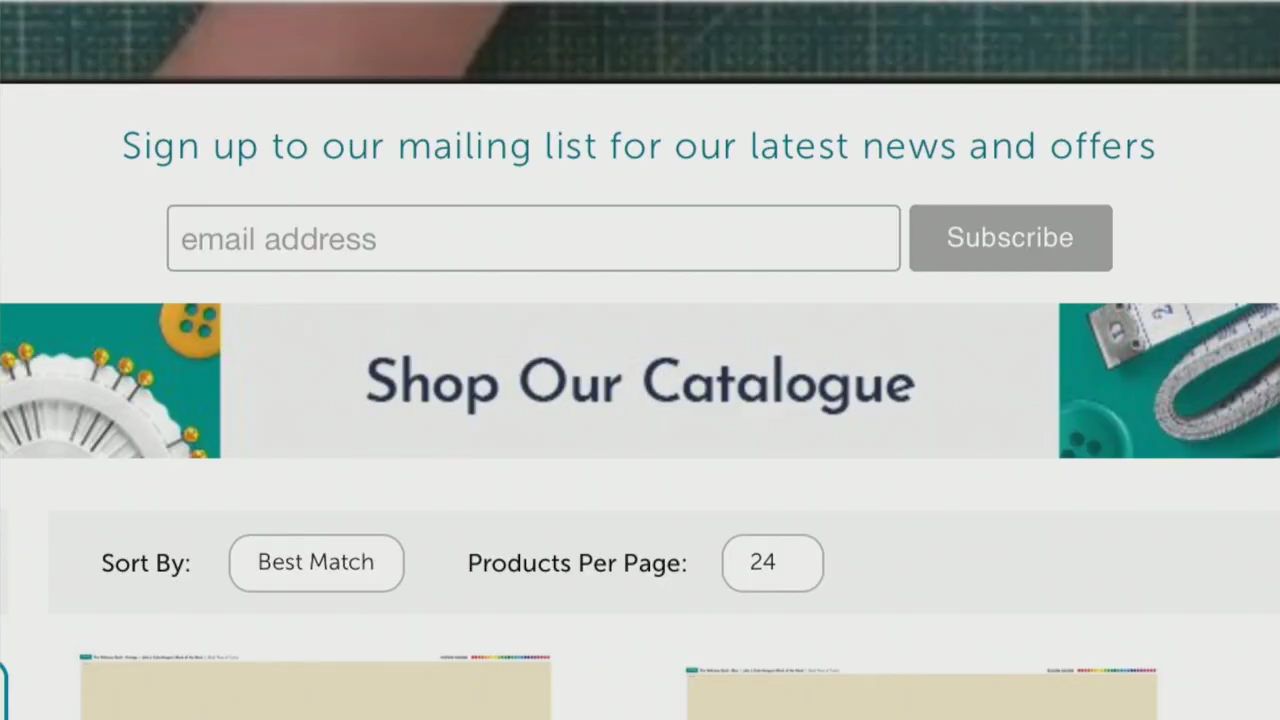 Sign up to our mailing list for our latest news and offers
email address Subscribe
Shop Our Catalogue
Sort By: Best Match Products Per Page: 24